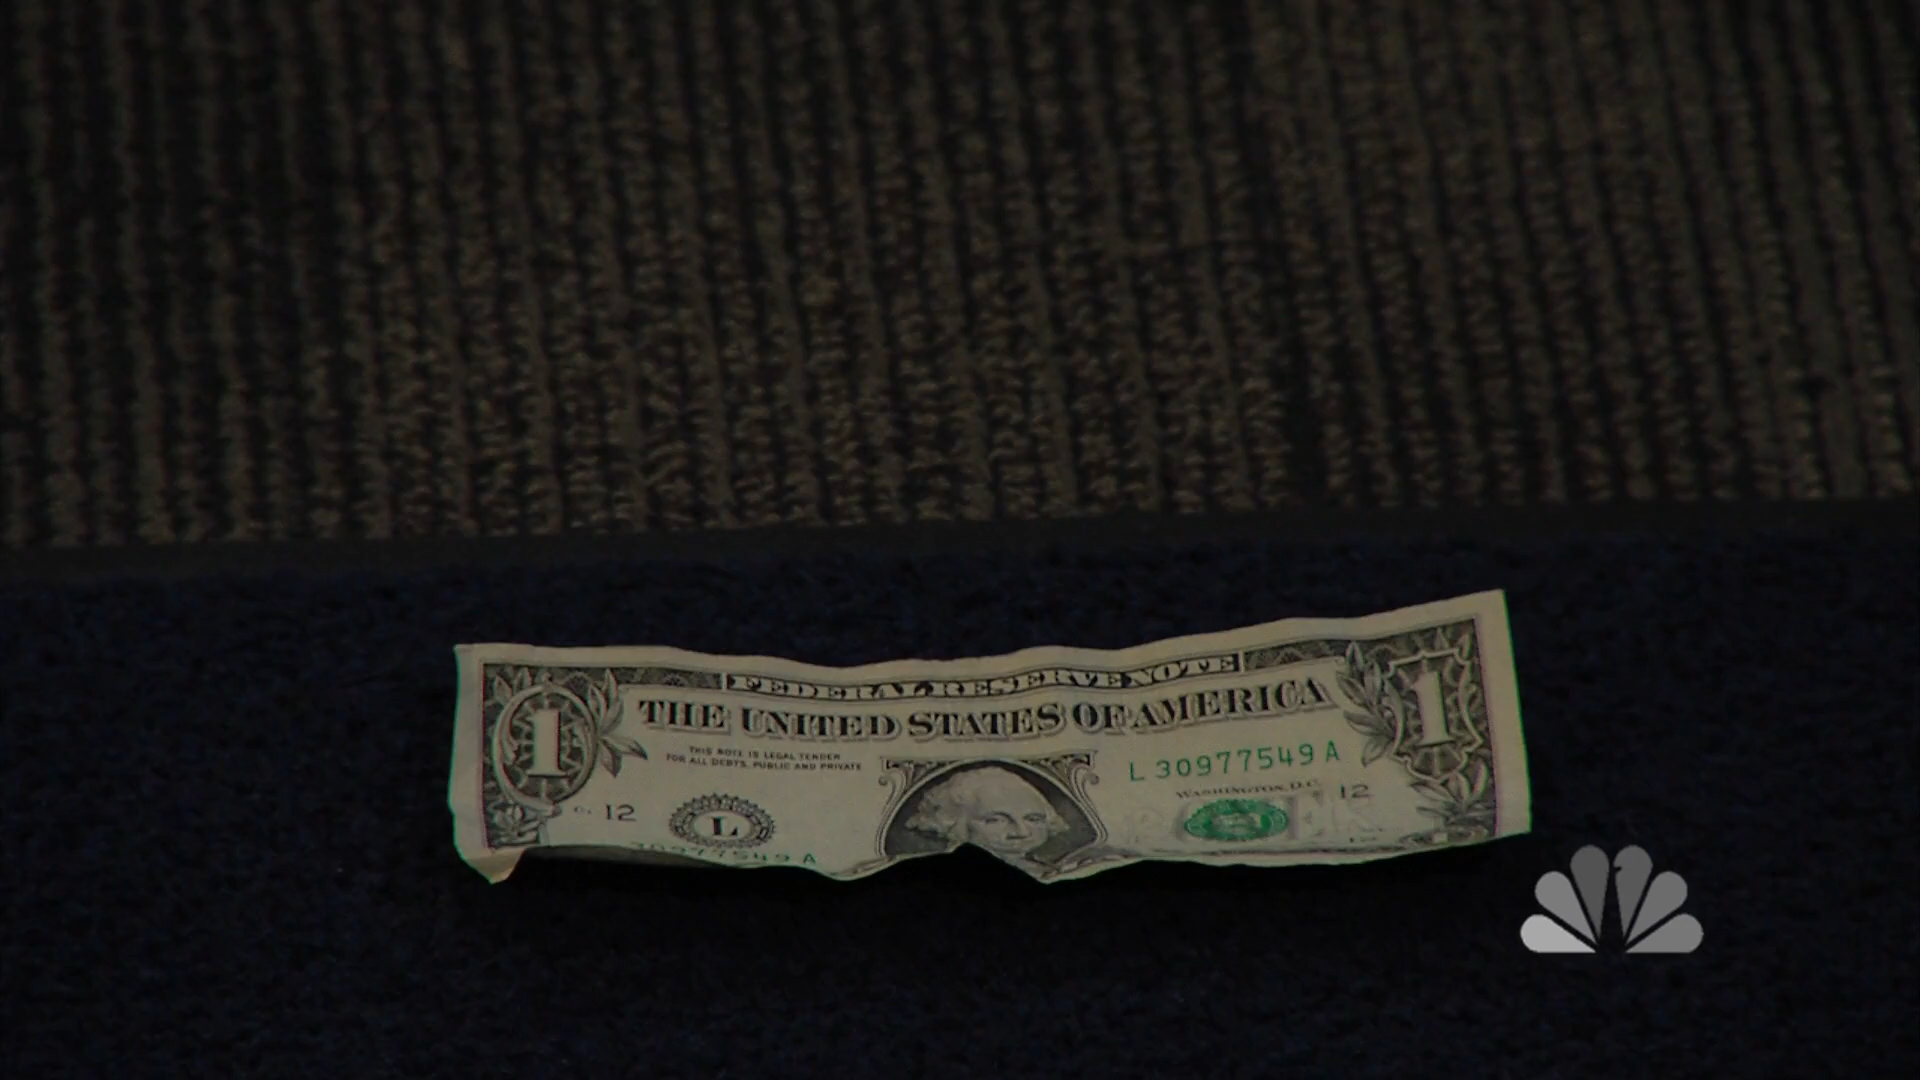 FEDERAL RESERVE NOTE
THE UNITED STATES OF AMERICA
1
1
THIS NOTE IS LEGAL TENDER
FOR ALL DEBTS, PUBLIC AND PRIVATE
L 30977549 A
WASHINGTON, D.C.
12
12
L
30977549 A